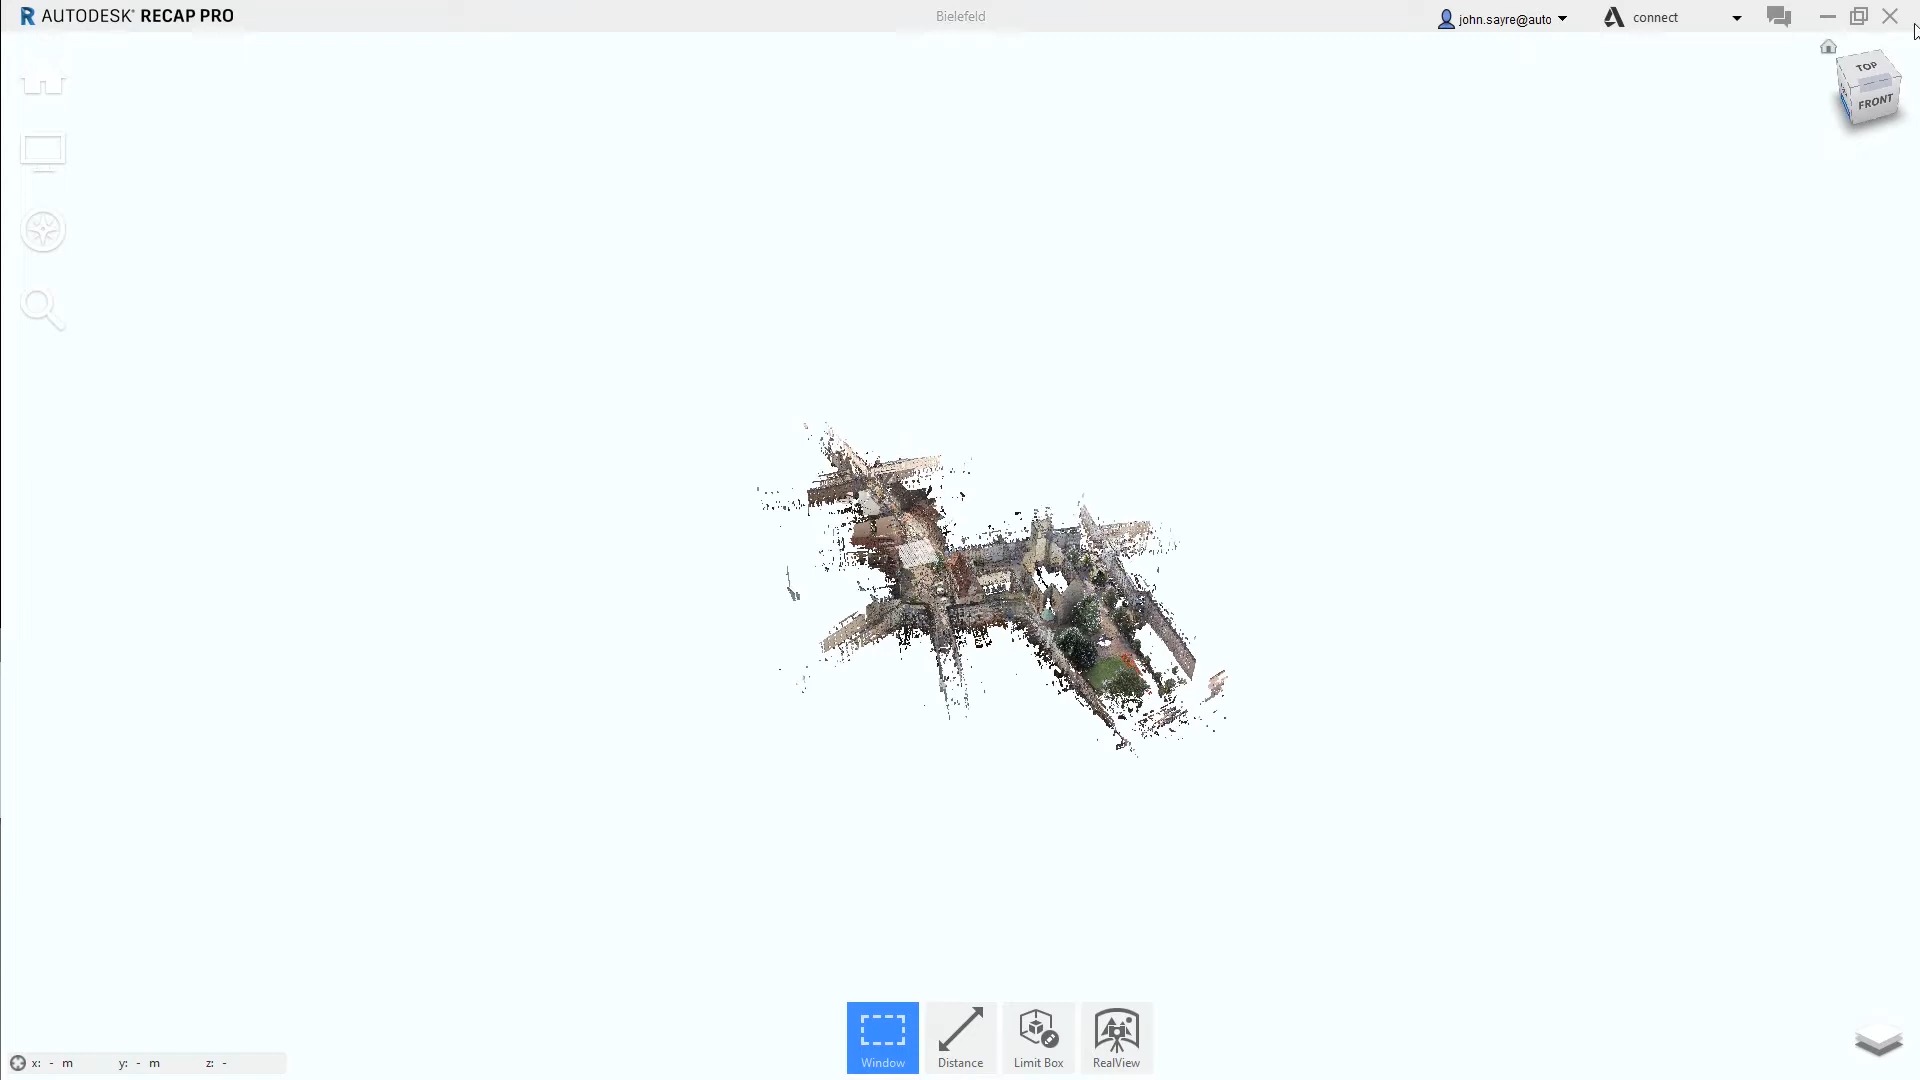 R AUTODESK® RECAP PRO
Bielefeld
john.sayre@auto
connect
TOP
FRONT
Window
Distance
Limit Box
RealView
x: - m y: - m z: -